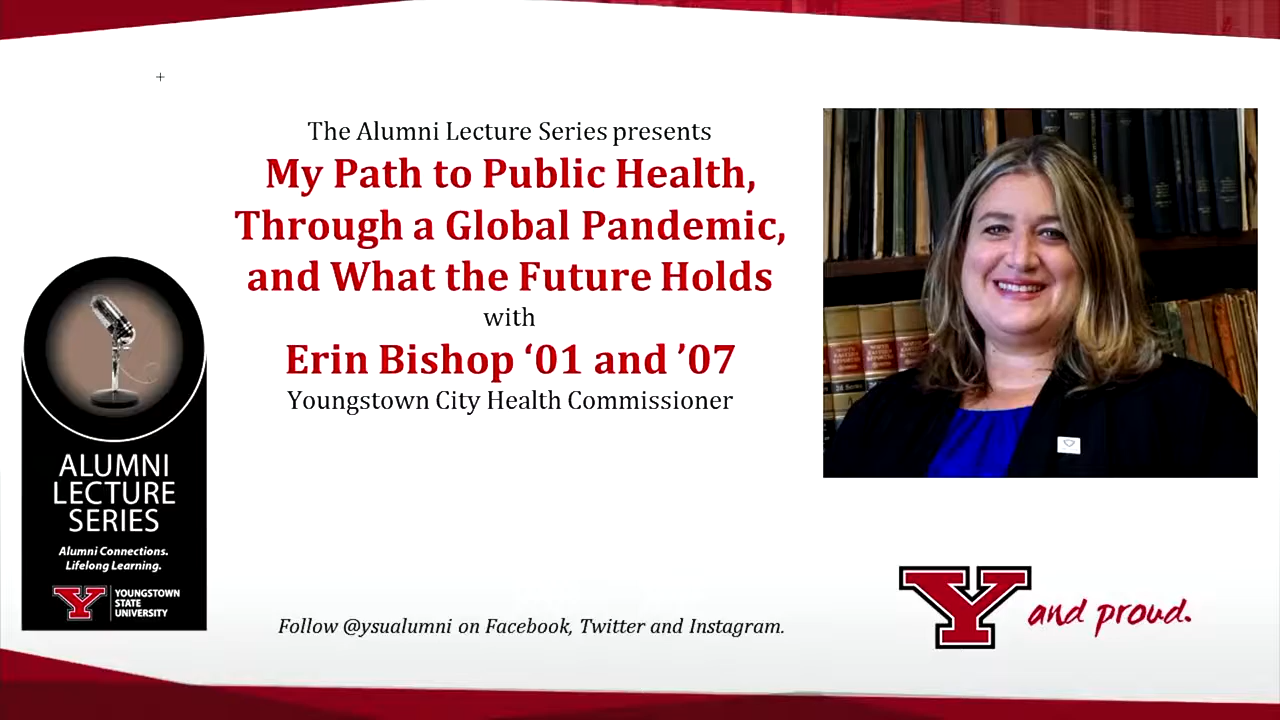 The Alumni Lecture Series presents
My Path to Public Health,
Through a Global Pandemic,
and What the Future Holds
with
Erin Bishop ‘01 and ’07
Youngstown City Health Commissioner
ALUMNI
LECTURE
SERIES
Alumni Connections.
Lifelong Learning.
Y
YOUNGSTOWN
STATE
UNIVERSITY
Follow @ysualumni on Facebook, Twitter and Instagram.
Y and proud.